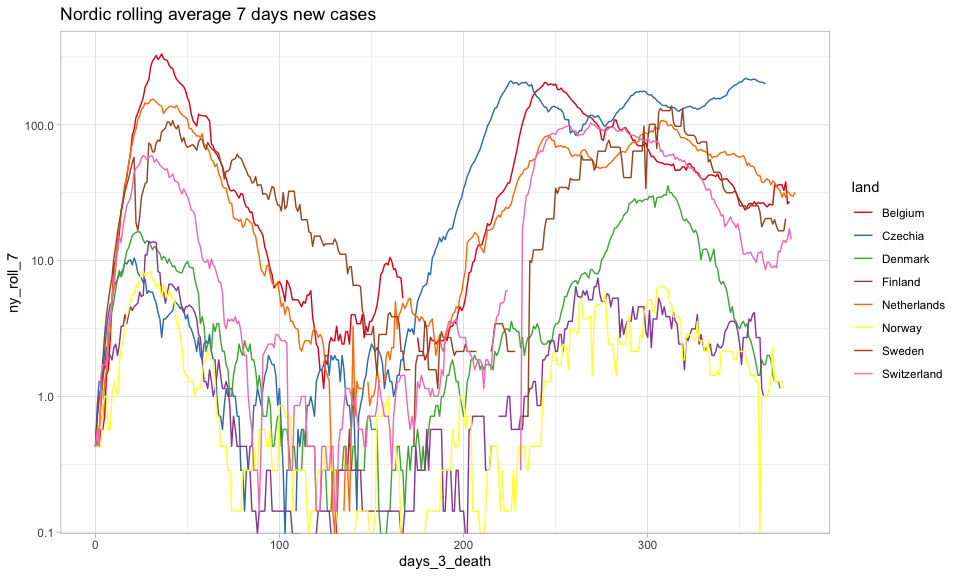 Nordic rolling average 7 days new cases
ny_roll_7
100.0
10.0
1.0
0.1
0
100
200
300
days_3_death
land
Belgium
Czechia
Denmark
Finland
Netherlands
Norway
Sweden
Switzerland